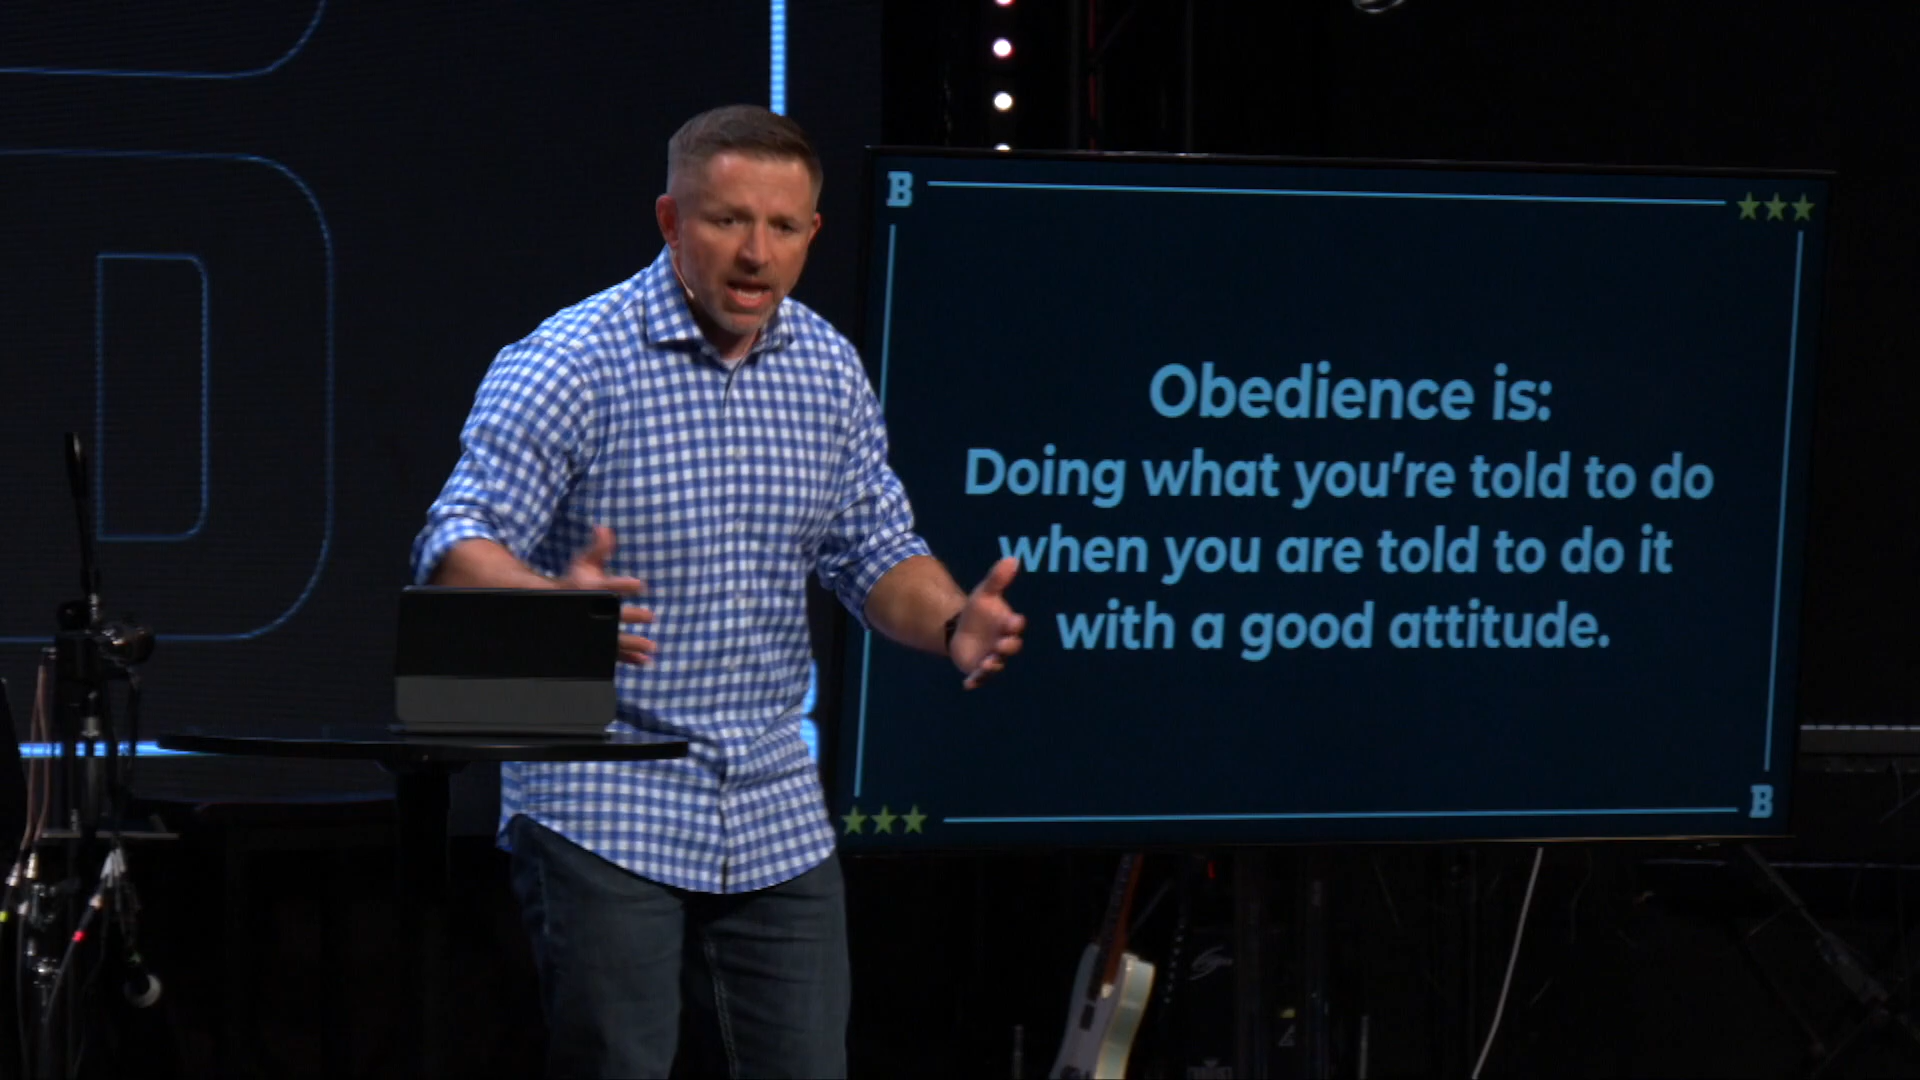 B
Obedience is:
Doing what you're told to do
when you are told to do it
with a good attitude.
B
D